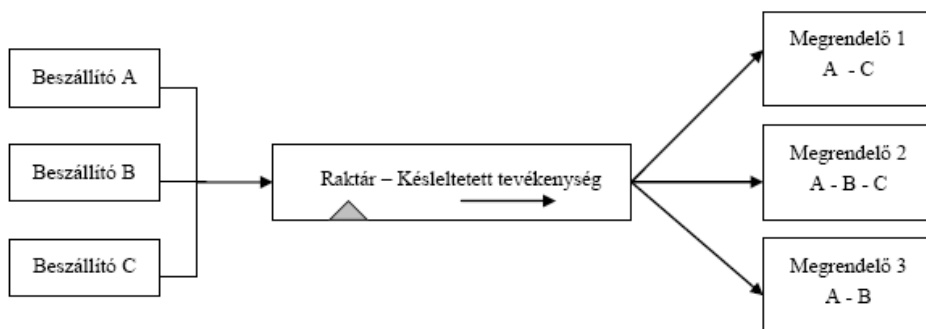 Beszállító A
Beszállító B
Beszállító C
Raktár – Késleltetett tevékenység
Megrendelő 1
A - C
Megrendelő 2
A - B - C
Megrendelő 3
A - B